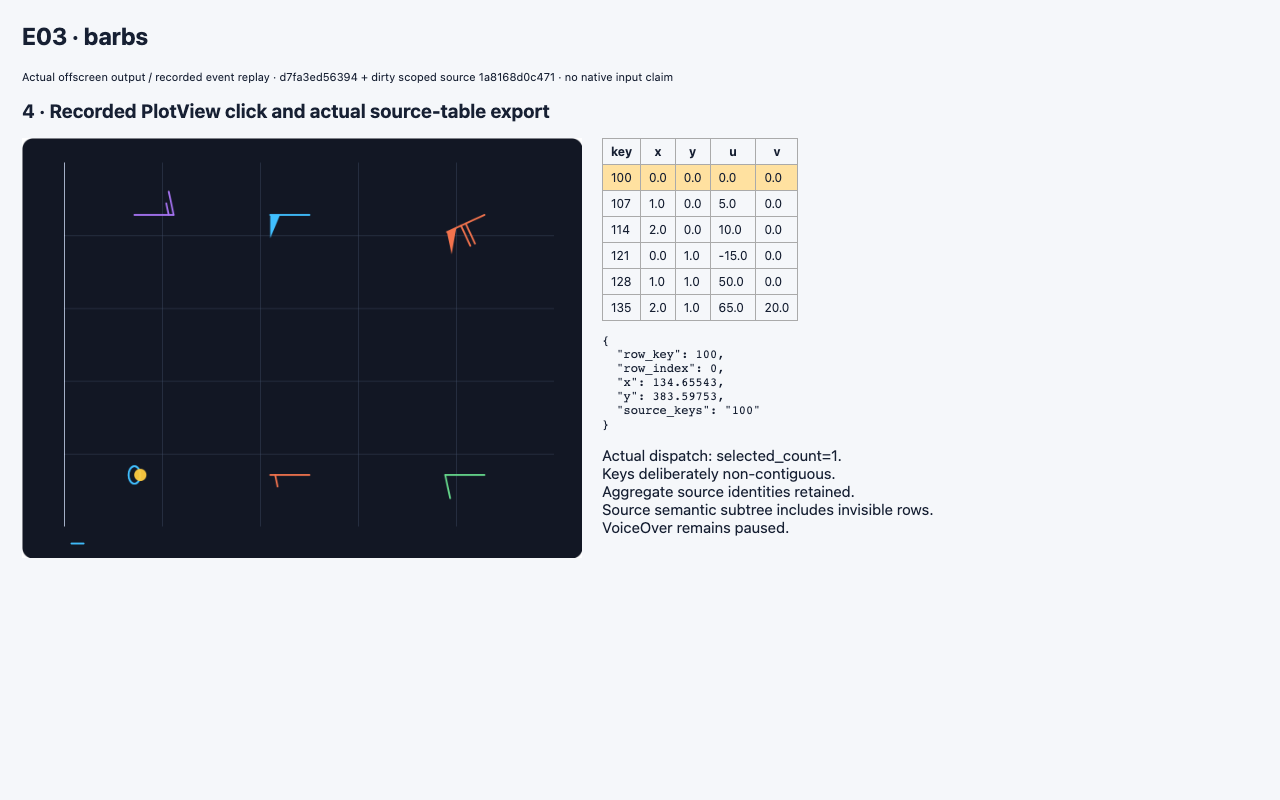 E03 · barbs
Actual offscreen output / recorded event replay · d7fa3ed56394 + dirty scoped source 1a8168d0c471 · no native input claim
4 · Recorded PlotView click and actual source-table export
key x y u v
100 0.0 0.0 0.0 0.0
107 1.0 0.0 5.0 0.0
114 2.0 0.0 10.0 0.0
121 0.0 1.0 -15.0 0.0
128 1.0 1.0 50.0 0.0
135 2.0 1.0 65.0 20.0
{
"row_key": 100,
"row_index": 0,
"x": 134.65543,
"y": 383.59753,
"source_keys": "100"
}
Actual dispatch: selected_count=1.
Keys deliberately non-contiguous.
Aggregate source identities retained.
Source semantic subtree includes invisible rows.
VoiceOver remains paused.